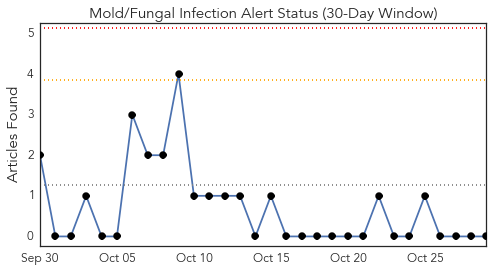 Mold/Fungal Infection Alert Status (30-Day Window)
Articles Found
5
4
3
2
1
0
Sep 30
Oct 05
Oct 10
Oct 15
Oct 20
Oct 25